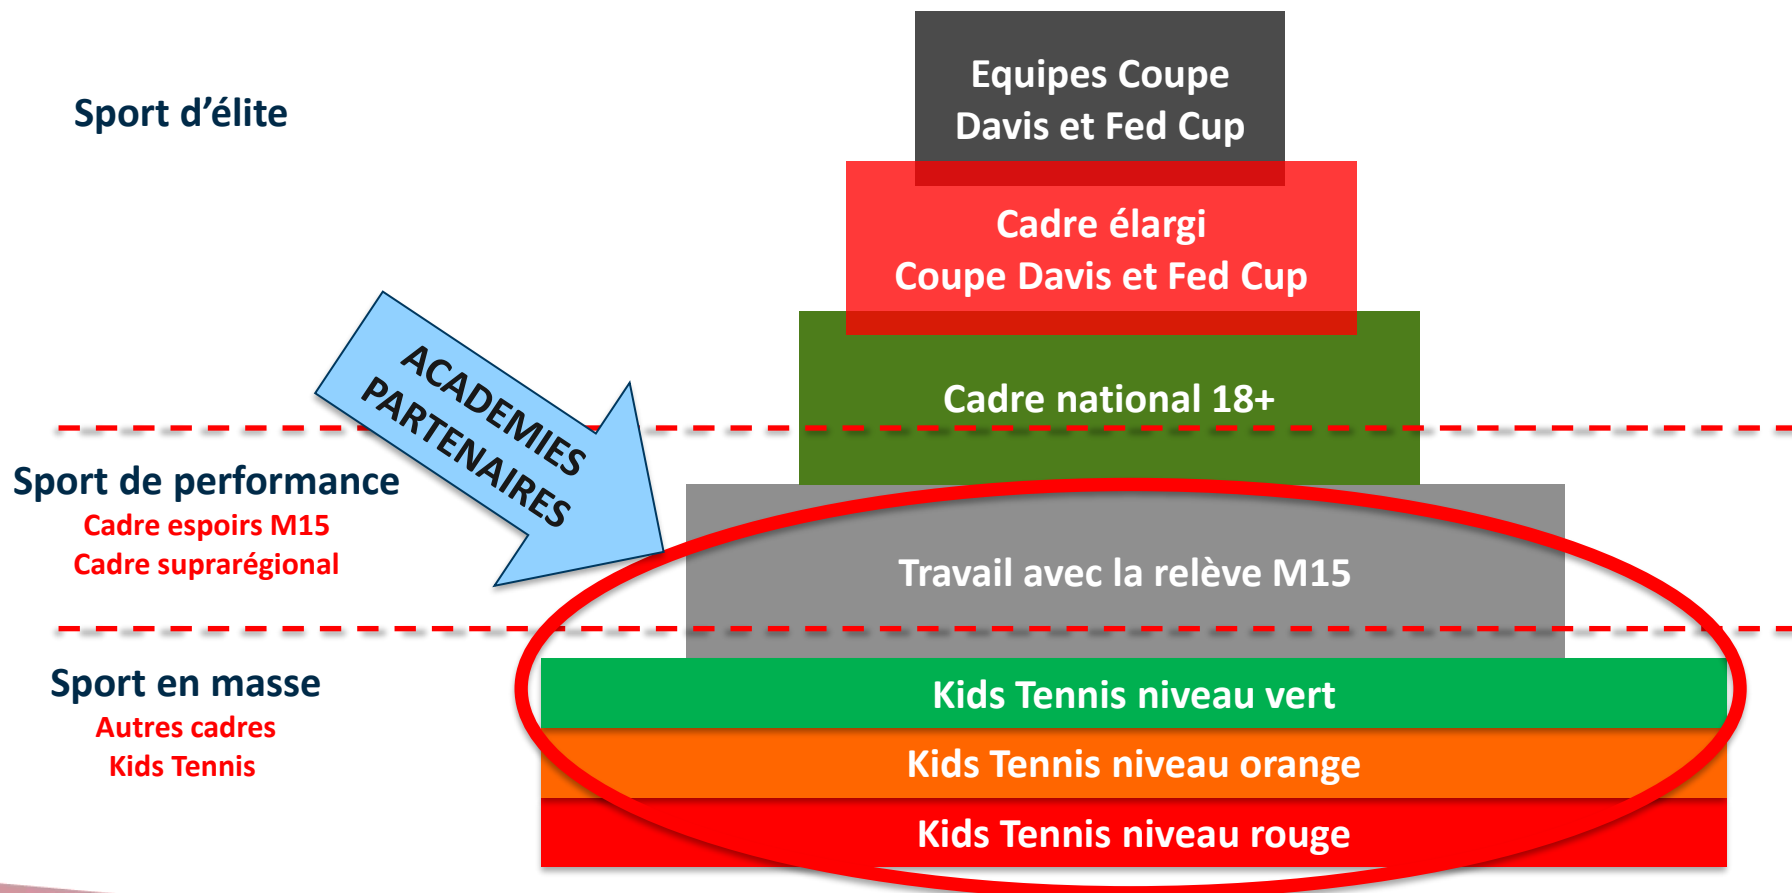 Sport d’élite
Equipes Coupe
Davis et Fed Cup
Cadre élargi
Coupe Davis et Fed Cup
ACADEMIES
PARTENAIRES
Cadre national 18+
Sport de performance
Cadre espoirs M15
Cadre suprarégional
Travail avec la relève M15
Sport en masse
Autres cadres
Kids Tennis
Kids Tennis niveau vert
Kids Tennis niveau orange
Kids Tennis niveau rouge